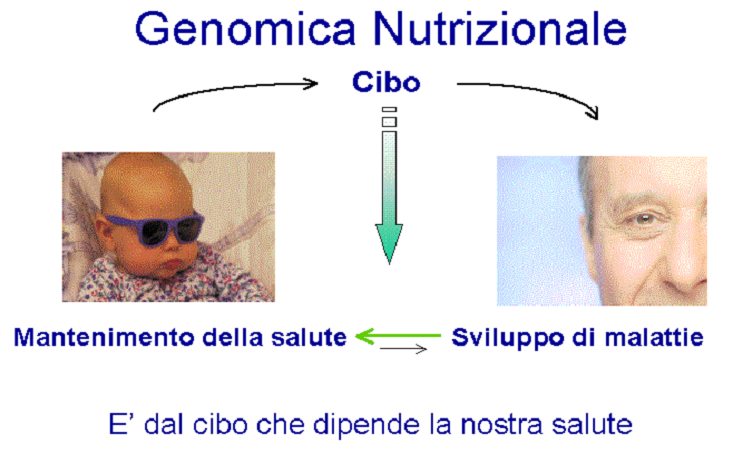 Genomica Nutrizionale
Cibo
Mantenimento della salute
Sviluppo di malattie
E' dal cibo che dipende la nostra salute